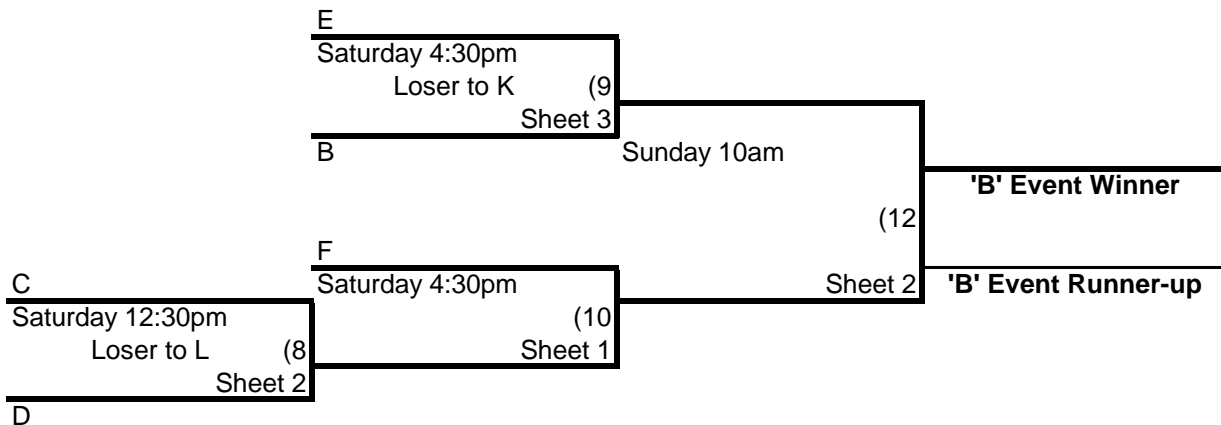 E
Saturday 4:30pm
Loser to K (9
Sheet 3
B
Sunday 10am
'B' Event Winner
(12
F
Saturday 4:30pm
Sheet 2
'B' Event Runner-up
C
Saturday 12:30pm
(10
Loser to L (8
Sheet 1
Sheet 2
D